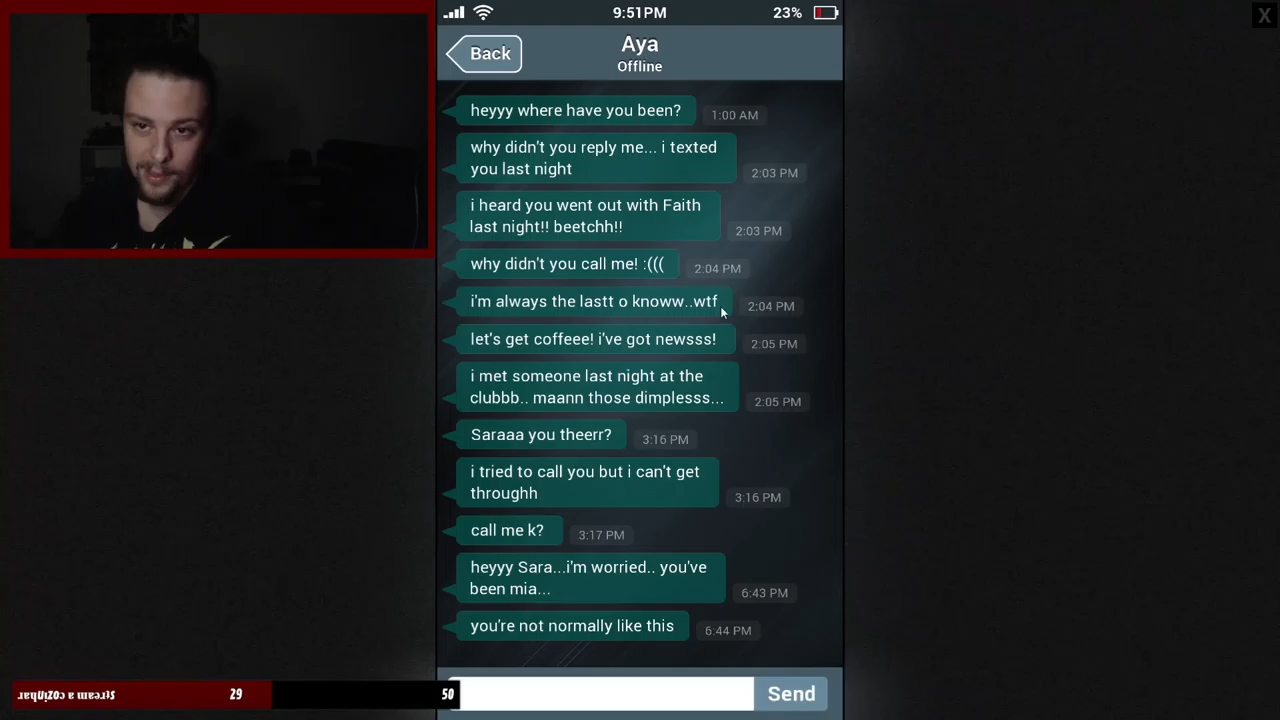 9:51PM
23%
X
Back
Aya
Offline
heyyy where have you been?
1:00 AM
why didn't you reply me... i texted
you last night
2:03 PM
i heard you went out with Faith
last night!! beetchh!!
2:03 PM
why didn't you call me! :(((
2:04 PM
i'm always the lastt o knoww..wtf
2:04 PM
let's get coffeee! i've got newsss!
2:05 PM
i met someone last night at the
clubbb.. maann those dimplesss...
2:05 PM
Saraaa you theerr?
3:16 PM
i tried to call you but i can't get
throughh
3:16 PM
call me k?
3:17 PM
heyyy Sara...i'm worried.. you've
been mia...
6:43 PM
you're not normally like this
6:44 PM
Stream a cozinhar
29
50
Send